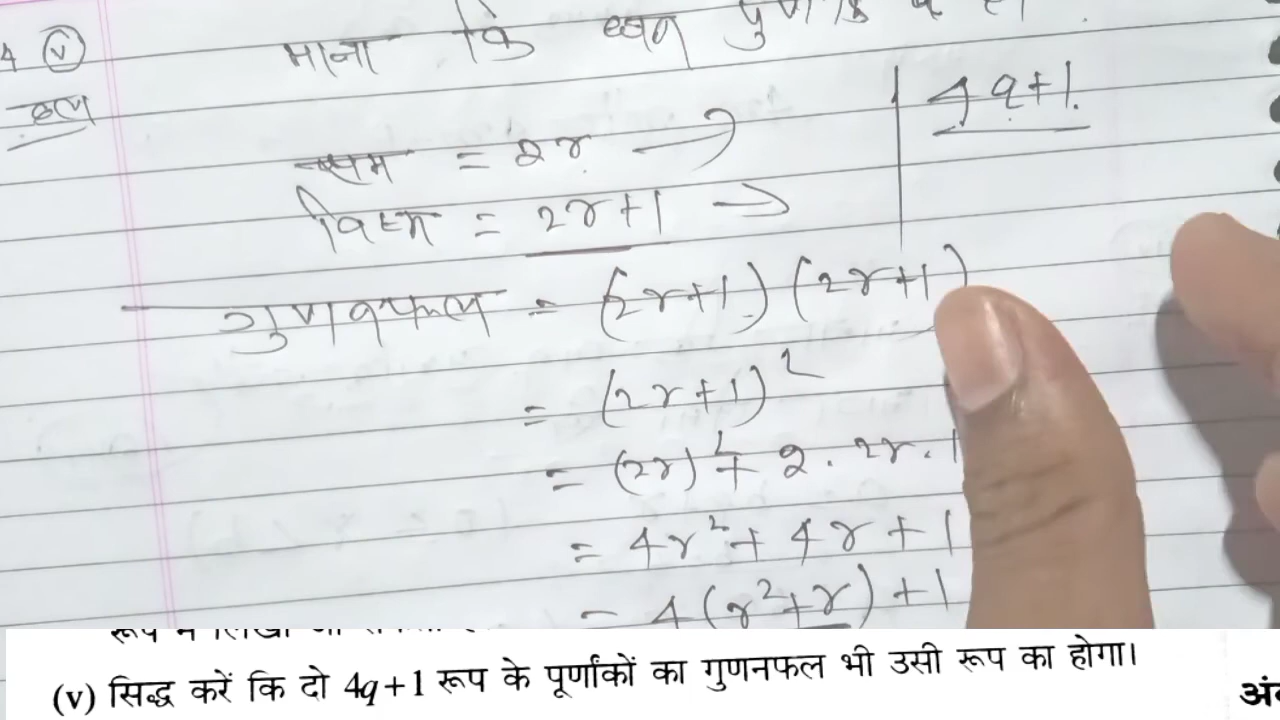 4 (v) माना कि धन पूर्णांक
हल 4q+1.
सम = 2r
विषम = 2r+1
गुणनफल = (2r+1) (2r+1)
= (2r+1)²
= (2r)² + 2. 2r. 1
= 4r² + 4r + 1
= 4(r²+r) + 1
(v) सिद्ध करें कि दो 4q+1 रूप के पूर्णांकों का गुणनफल भी उसी रूप का होगा।